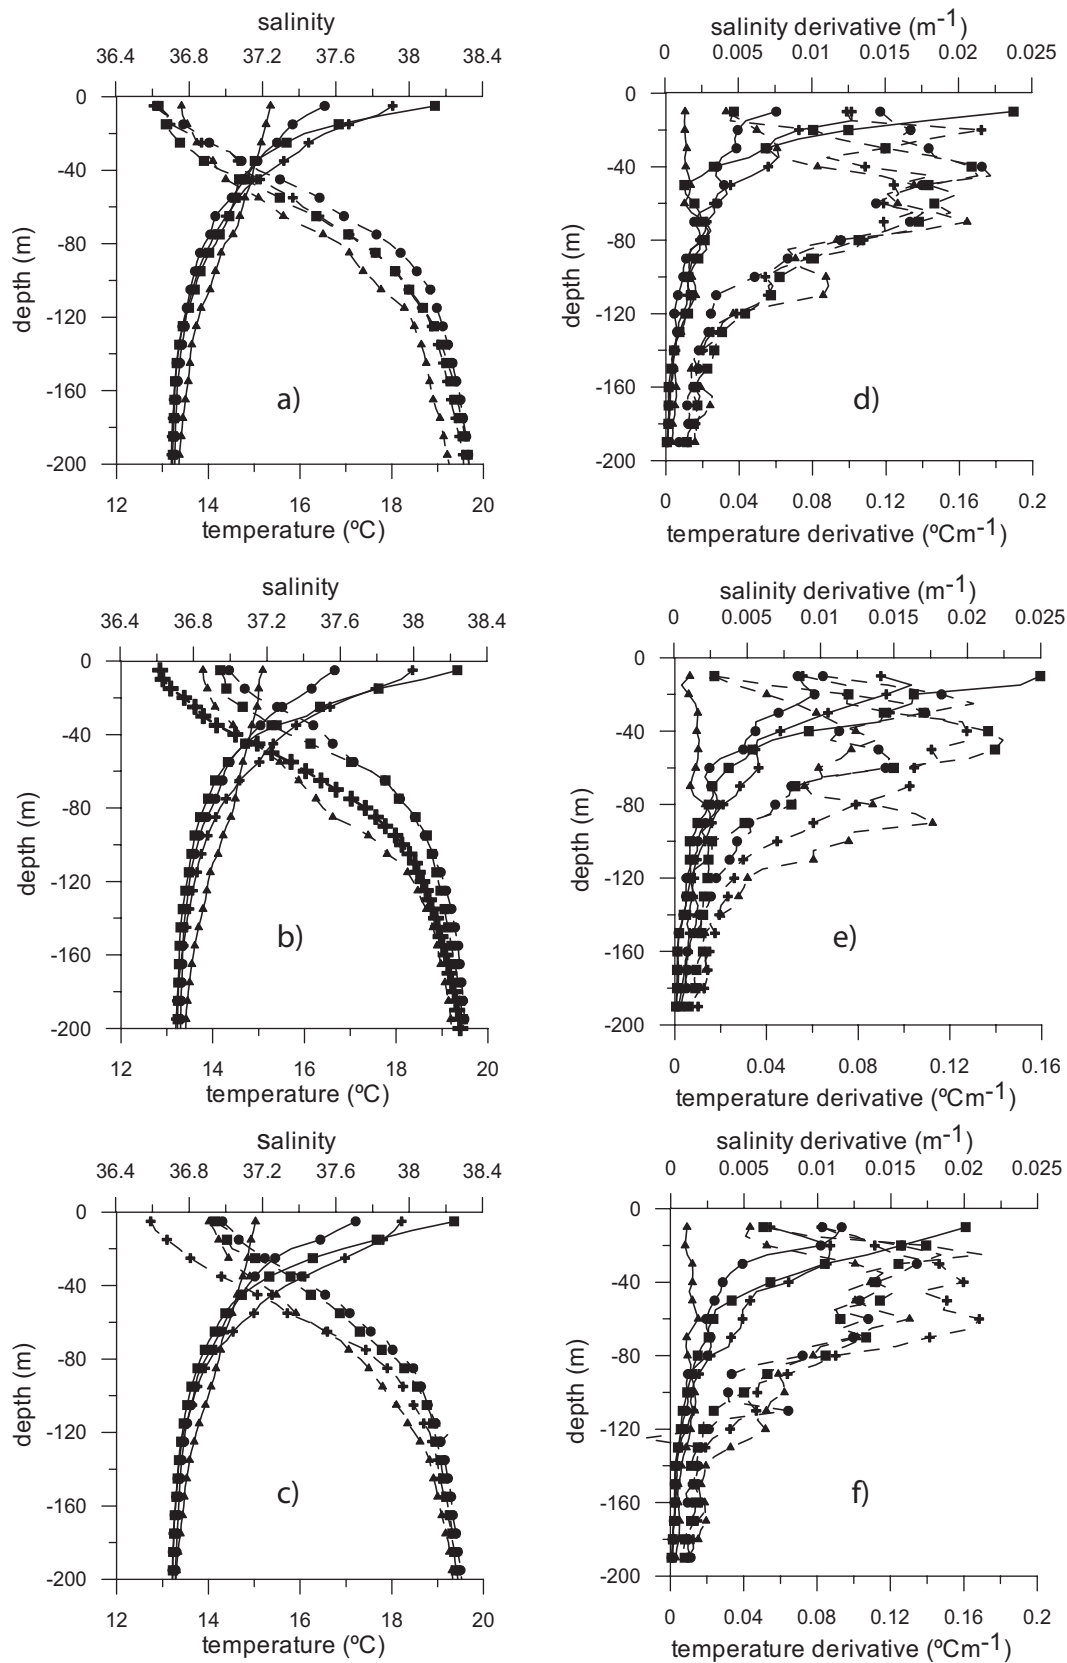 salinity
36.4 36.8 37.2 37.6 38 38.4
0
-40
-80
-120
-160
-200
depth (m)
a)
12 14 16 18 20
temperature (ºC)
salinity derivative (m-1)
0 0.005 0.01 0.015 0.02 0.025
0
-40
-80
-120
-160
-200
depth (m)
d)
0 0.04 0.08 0.12 0.16 0.2
temperature derivative (ºCm-1)
salinity
36.4 36.8 37.2 37.6 38 38.4
0
-40
-80
-120
-160
-200
depth (m)
b)
12 14 16 18 20
temperature (ºC)
salinity derivative (m-1)
0 0.005 0.01 0.015 0.02 0.025
0
-40
-80
-120
-160
-200
depth (m)
e)
0 0.04 0.08 0.12 0.16
temperature derivative (ºCm-1)
salinity
36.4 36.8 37.2 37.6 38 38.4
0
-40
-80
-120
-160
-200
depth (m)
c)
12 14 16 18 20
temperature (ºC)
salinity derivative (m-1)
0 0.005 0.01 0.015 0.02 0.025
0
-40
-80
-120
-160
-200
depth (m)
f)
0 0.04 0.08 0.12 0.16 0.2
temperature derivative (ºCm-1)